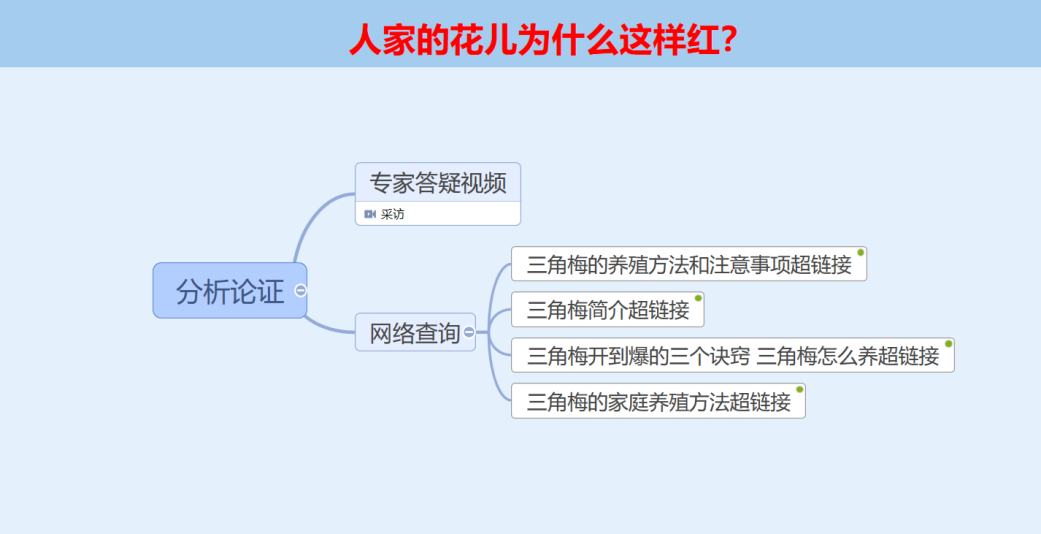 人家的花儿为什么这样红？
专家答疑视频
采访
分析论证
网络查询
三角梅的养殖方法和注意事项超链接
三角梅简介超链接
三角梅开到爆的三个诀窍 三角梅怎么养超链接
三角梅的家庭养殖方法超链接